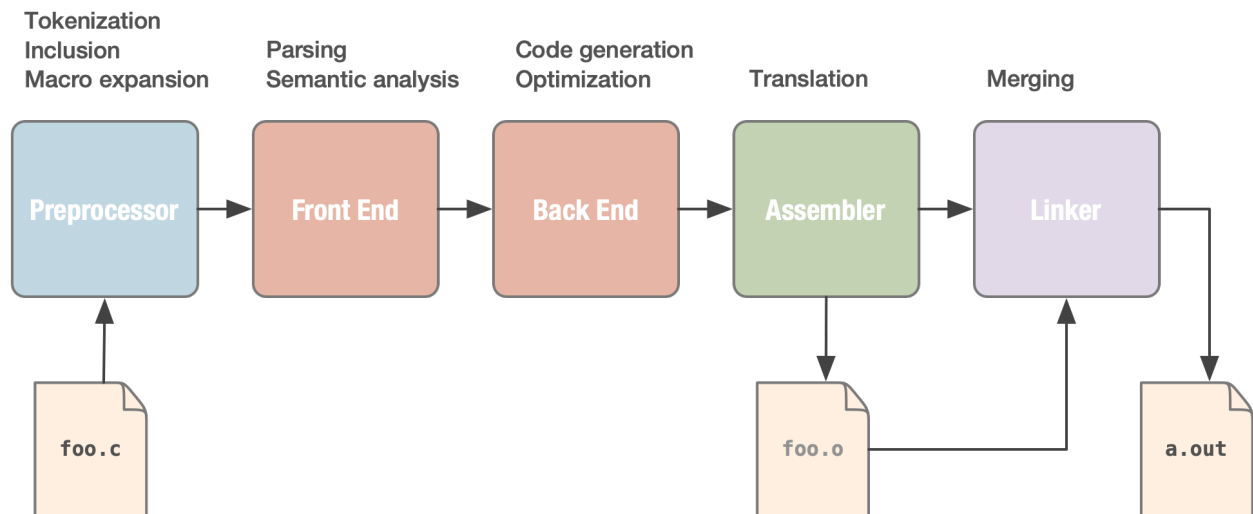 Tokenization
Inclusion
Macro expansion
Parsing
Semantic analysis
Code generation
Optimization
Translation
Merging
Preprocessor
Front End
Back End
Assembler
Linker
foo.c
foo.o
a.out